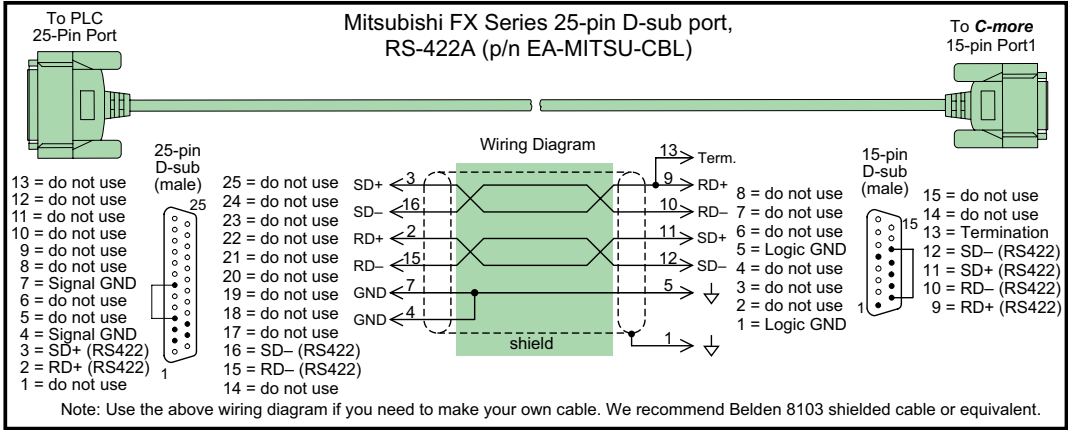 To PLC
25-Pin Port
Mitsubishi FX Series 25-pin D-sub port,
RS-422A (p/n EA-MITSU-CBL)
To C-more
15-pin Port1
25-pin
D-sub
(male)
25
1
13 = do not use
12 = do not use
11 = do not use
10 = do not use
9 = do not use
8 = do not use
7 = Signal GND
6 = do not use
5 = do not use
4 = Signal GND
3 = SD+ (RS422)
2 = RD+ (RS422)
1 = do not use
25 = do not use
24 = do not use
23 = do not use
22 = do not use
21 = do not use
20 = do not use
19 = do not use
18 = do not use
17 = do not use
16 = SD– (RS422)
15 = RD– (RS422)
14 = do not use
Wiring Diagram
13 Term.
SD+ 3 9 RD+
SD– 16 10 RD–
RD+ 2 11 SD+
RD– 15 12 SD–
GND 7 5
GND 4
1
shield
8 = do not use
7 = do not use
6 = do not use
5 = Logic GND
4 = do not use
3 = do not use
2 = do not use
1 = Logic GND
15-pin
D-sub
(male)
15
1
15 = do not use
14 = do not use
13 = Termination
12 = SD– (RS422)
11 = SD+ (RS422)
10 = RD– (RS422)
9 = RD+ (RS422)
Note: Use the above wiring diagram if you need to make your own cable. We recommend Belden 8103 shielded cable or equivalent.